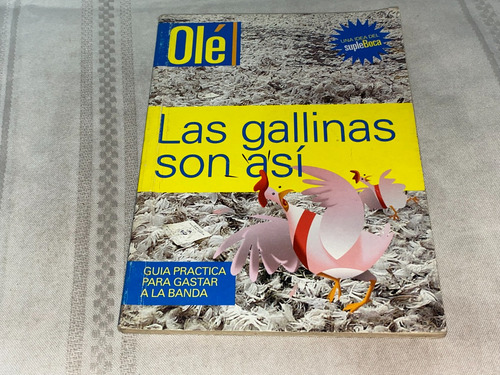 Olé
UNA IDEA DEL
supleBoca
Las gallinas
son así
GUIA PRACTICA
PARA GASTAR
A LA BANDA